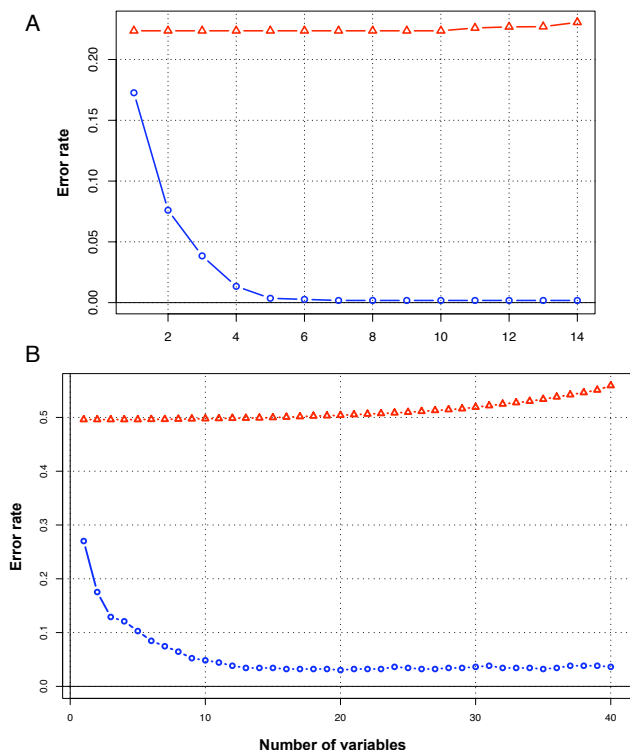 A
Error rate
0.00 0.05 0.10 0.15 0.20
2 4 6 8 10 12 14
B
Error rate
0.0 0.1 0.2 0.3 0.4 0.5
0 10 20 30 40
Number of variables